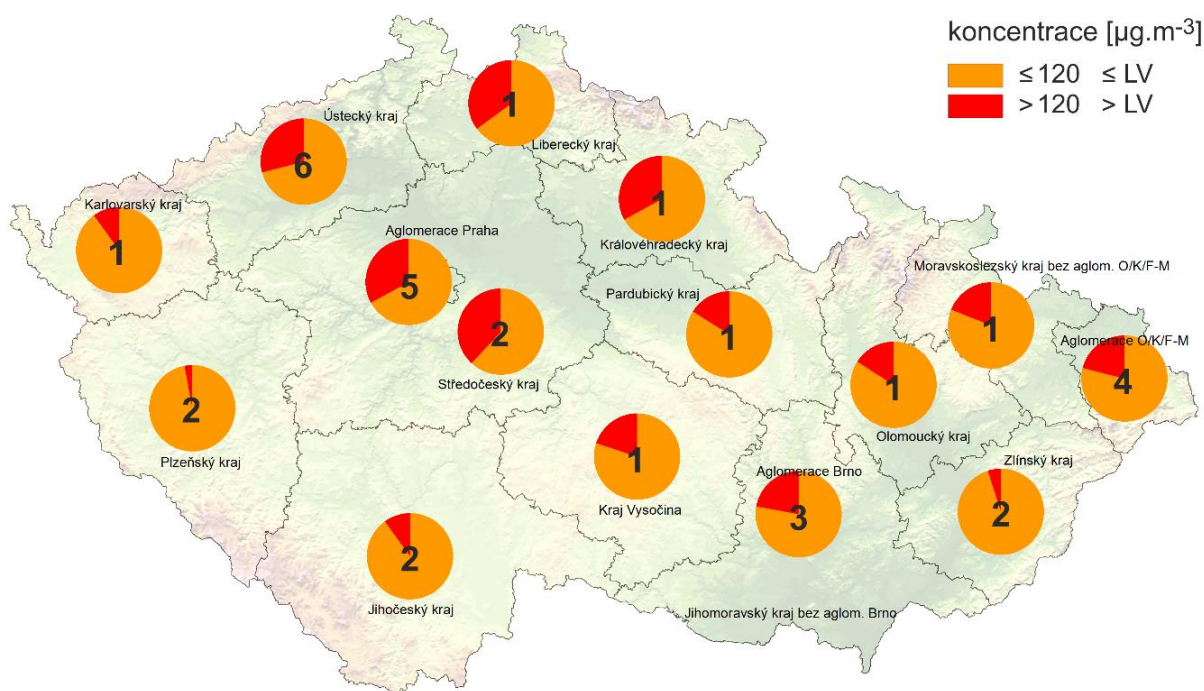 koncentrace [µg.m-3]
≤ 120 ≤ LV
> 120 > LV
1
Liberecký kraj
Ústecký kraj
6
Karlovarský kraj
1
1
Královéhradecký kraj
Aglomerace Praha
5
2
Středočeský kraj
Pardubický kraj
1
Moravskoslezský kraj bez aglom. O/K/F-M
1
Aglomerace O/K/F-M
4
1
Olomoucký kraj
2
Plzeňský kraj
1
Kraj Vysočina
Aglomerace Brno
3
Zlínský kraj
2
2
Jihočeský kraj
Jihomoravský kraj bez aglom. Brno